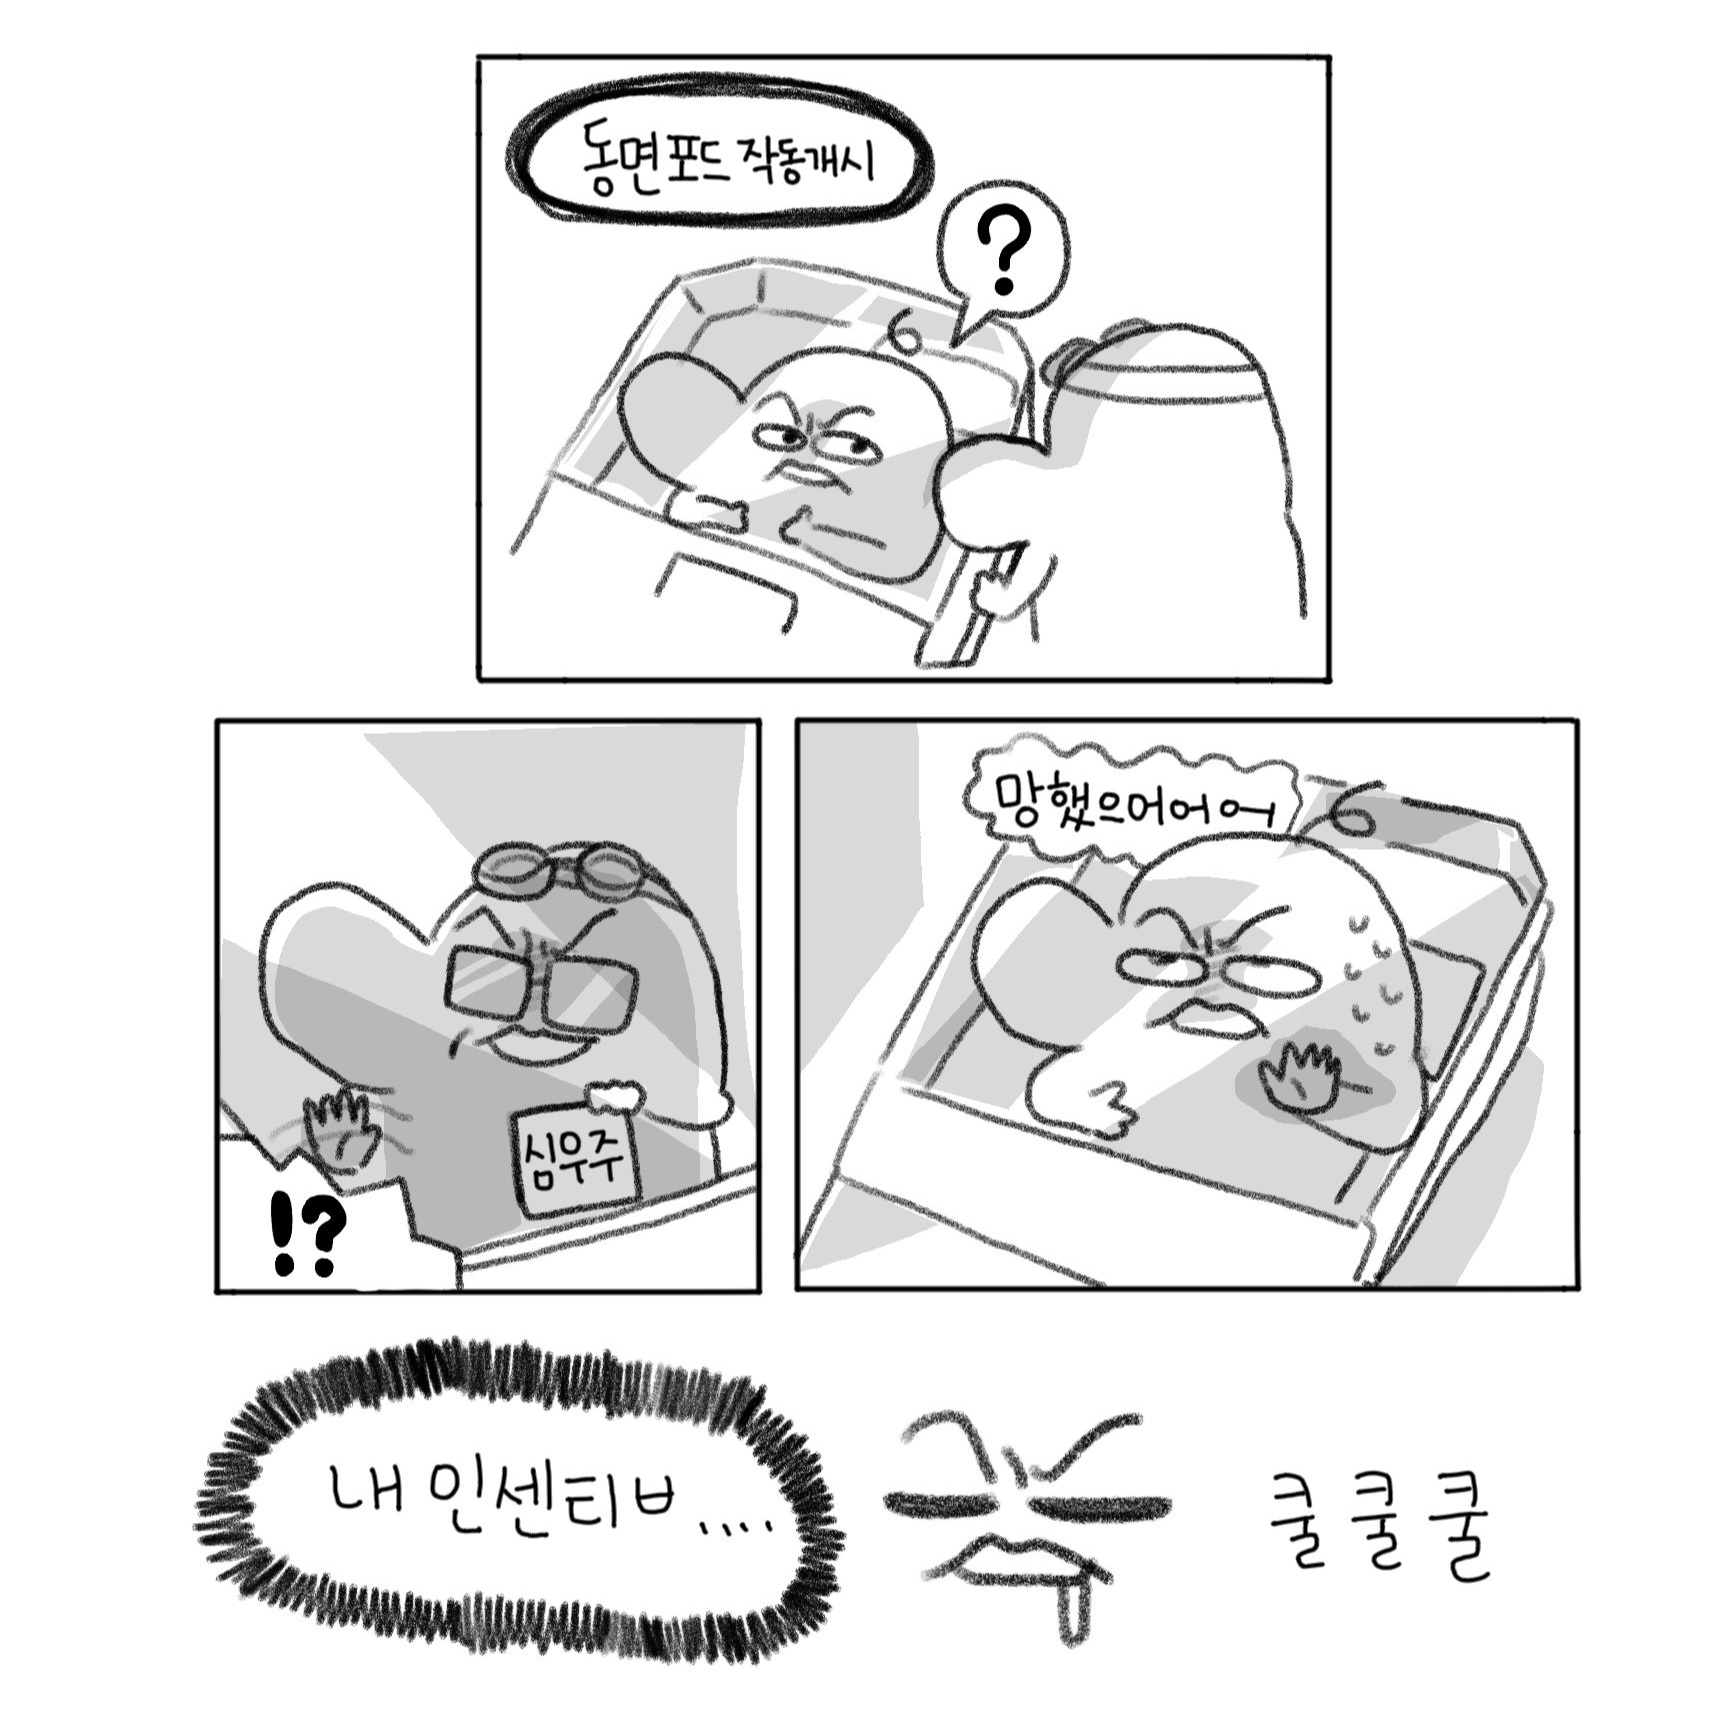 동면포드 작동개시
?
심우주
!?
망했으어어어
내 인센티브....
쿨쿨쿨